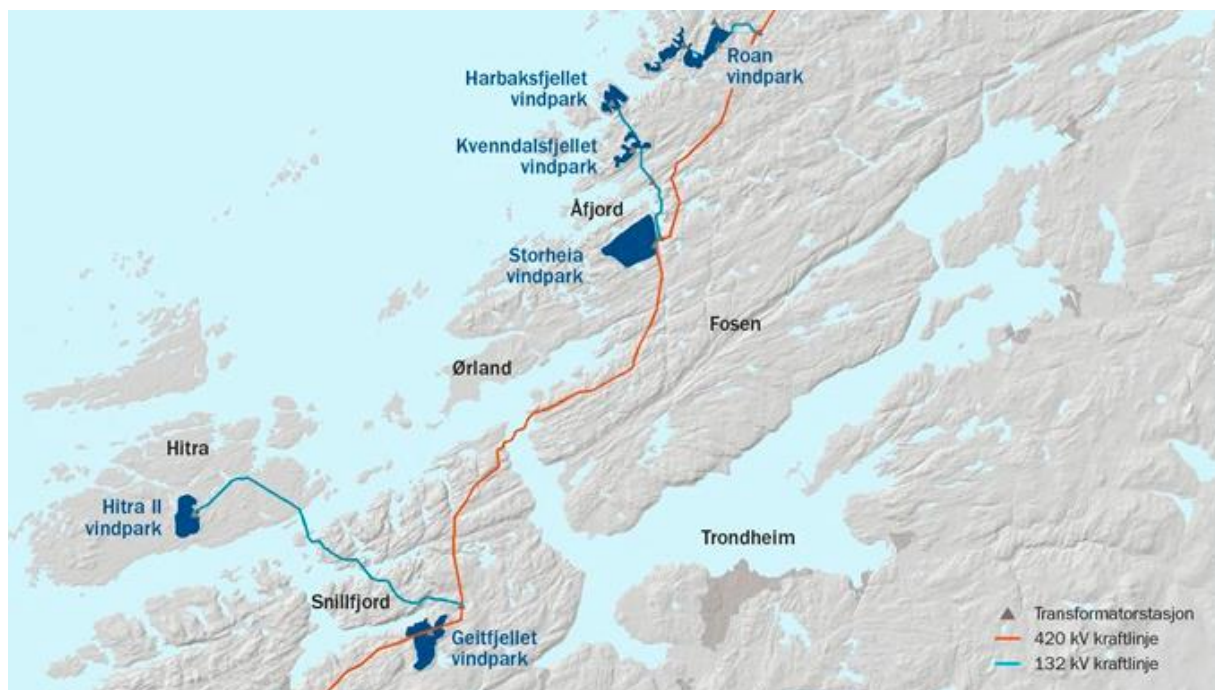 Roan
vindpark
Harbaksfjellet
vindpark
Kvenndalsfjellet
vindpark
Åfjord
Storheia
vindpark
Fosen
Ørland
Hitra
Hitra II
vindpark
Trondheim
Snillfjord
Geitfjellet
vindpark
Transformatorstasjon
420 kV kraftlinje
132 kV kraftlinje